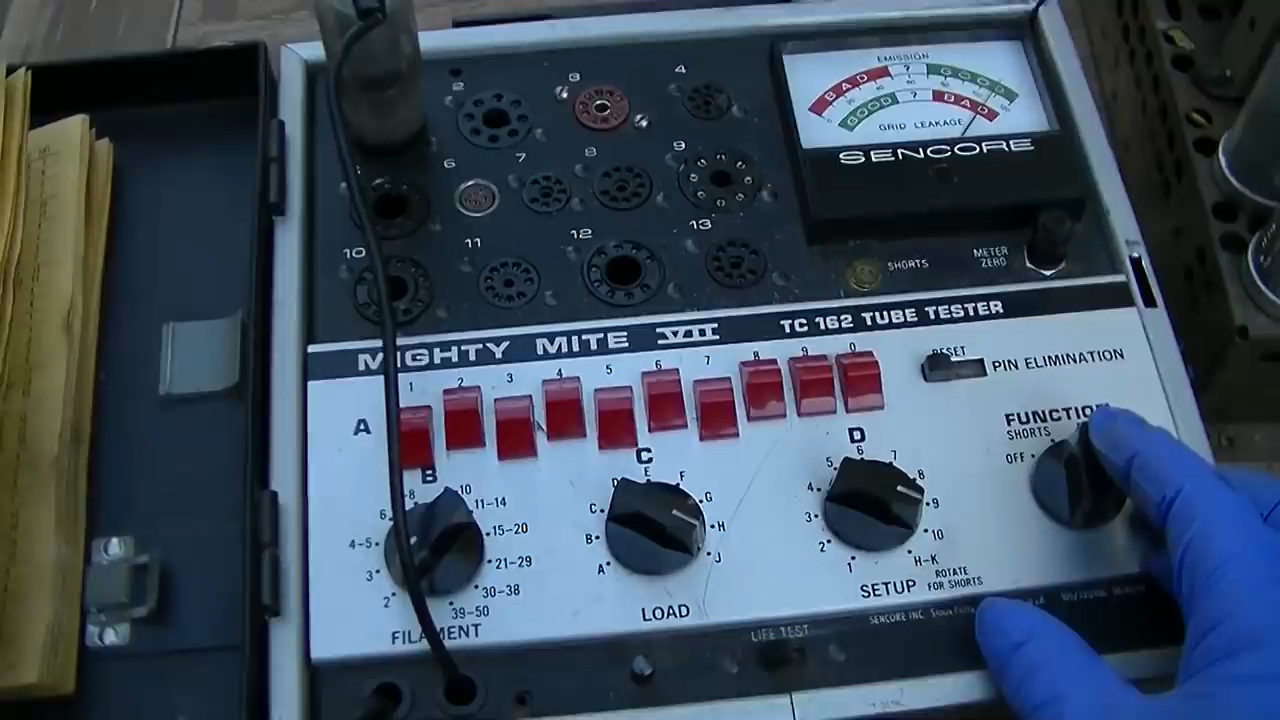 EMISSION
BAD ? GOOD
GOOD ? BAD
GRID LEAKAGE
SENCORE
2 3 4
6 7 8 9
10 11 12 13
SHORTS
METER ZERO
MIGHTY MITE VII
TC 162 TUBE TESTER
1 2 3 4 5 6 7 8 9 0
A
RESET
PIN ELIMINATION
FUNCTION
SHORTS
OFF
B
2 3 4-5 6 8 10 11-14 15-20 21-29 30-38 39-50
FILAMENT
C
A B C D E F G H J
LOAD
D
1 2 3 4 5 6 7 8 9 10 H-K
SETUP
ROTATE FOR SHORTS
LIFE TEST
SENCORE INC.